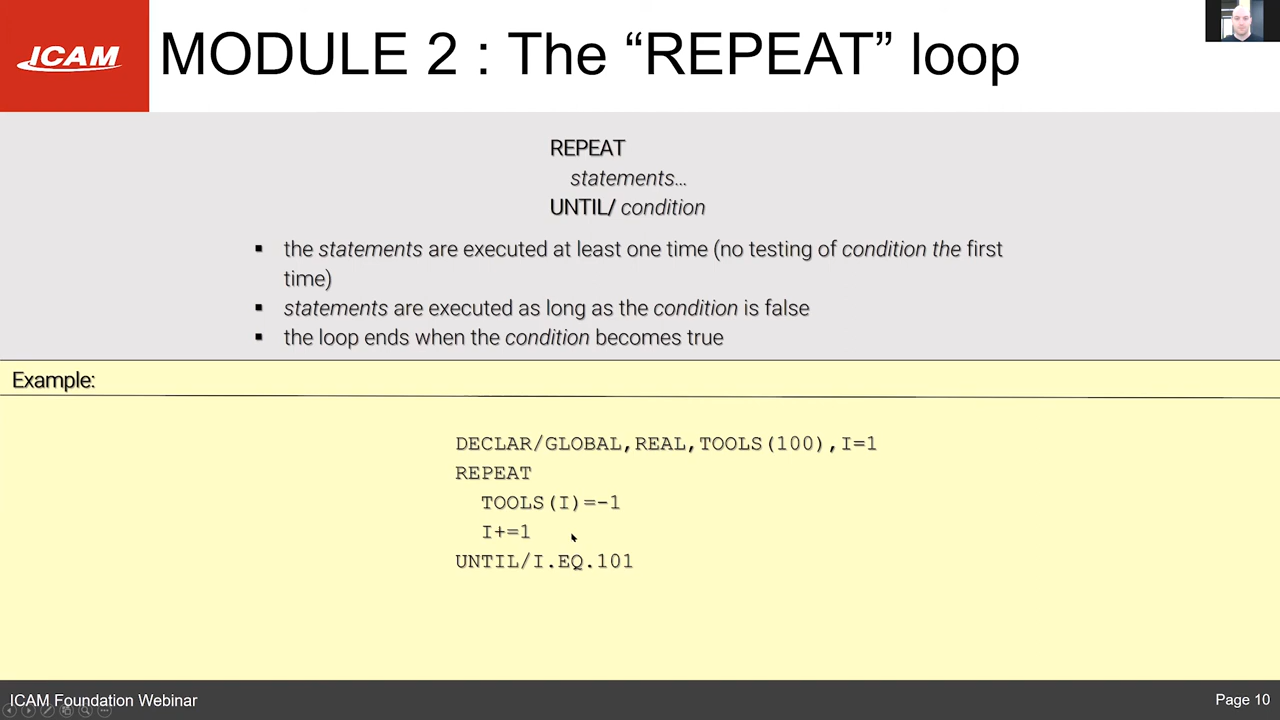 ICAM
MODULE 2 : The “REPEAT” loop
REPEAT
statements…
UNTIL/ condition
▪ the statements are executed at least one time (no testing of condition the first
time)
▪ statements are executed as long as the condition is false
▪ the loop ends when the condition becomes true
Example:
DECLAR/GLOBAL,REAL,TOOLS(100),I=1
REPEAT
TOOLS(I)=-1
I+=1
UNTIL/I.EQ.101
ICAM Foundation Webinar
Page 10